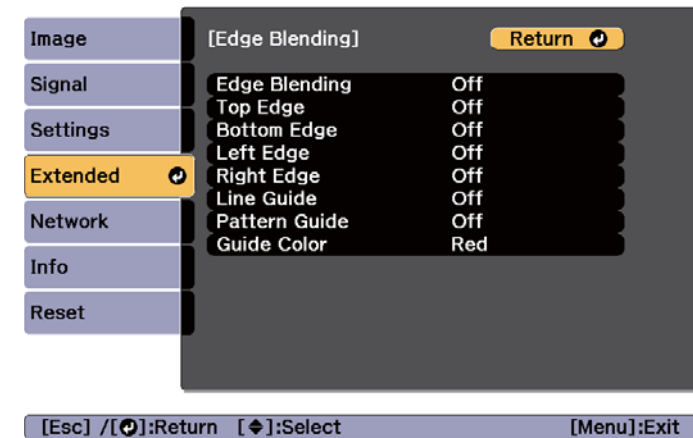 Image
Signal
Settings
Extended
Network
Info
Reset
[Edge Blending] Return
Edge Blending Off
Top Edge Off
Bottom Edge Off
Left Edge Off
Right Edge Off
Line Guide Off
Pattern Guide Off
Guide Color Red
[Esc] /[⏎]:Return [◆]:Select [Menu]:Exit